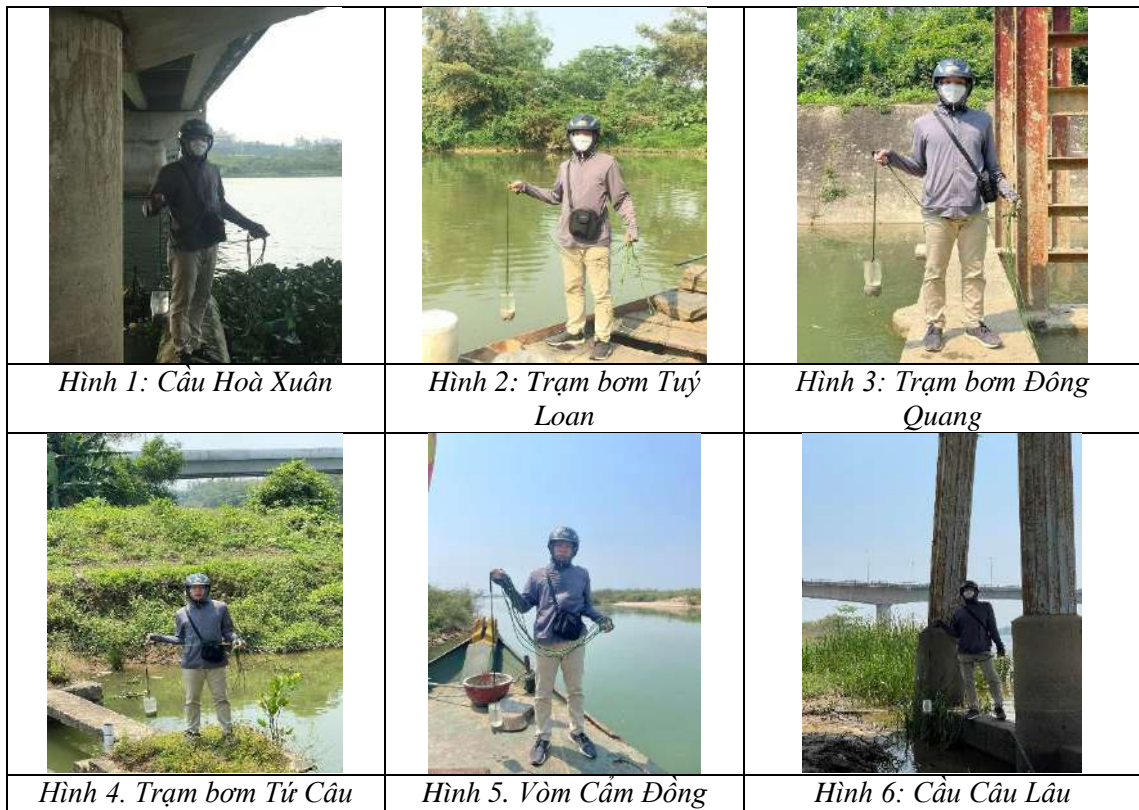 Hình 1: Cầu Hoà Xuân
Hình 2: Trạm bơm Tuý
Loan
Hình 3: Trạm bơm Đông
Quang
Hình 4. Trạm bơm Tứ Câu
Hình 5. Vòm Cẩm Đồng
Hình 6: Cầu Câu Lâu